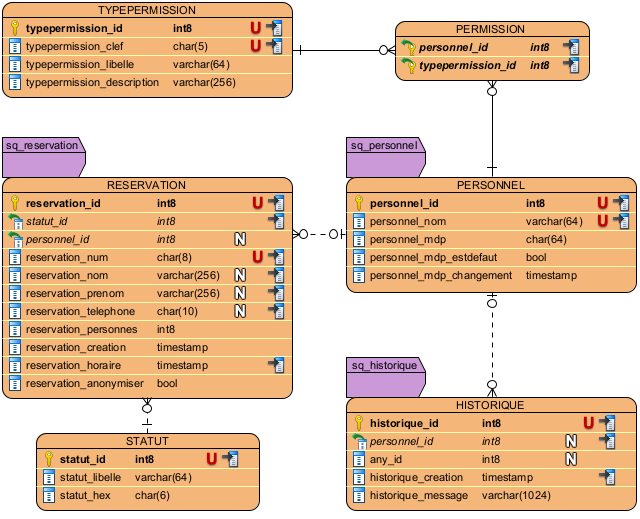 TYPEPERMISSION
typepermission_id int8 U
typepermission_clef char(5) U
typepermission_libelle varchar(64)
typepermission_description varchar(256)
PERMISSION
personnel_id int8
typepermission_id int8
sq_reservation
RESERVATION
reservation_id int8 U
statut_id int8
personnel_id int8 N
reservation_num char(8) U
reservation_nom varchar(256) N
reservation_prenom varchar(256) N
reservation_telephone char(10) N
reservation_personnes int8
reservation_creation timestamp
reservation_horaire timestamp
reservation_anonymiser bool
sq_personnel
PERSONNEL
personnel_id int8 U
personnel_nom varchar(64) U
personnel_mdp char(64)
personnel_mdp_estdefaut bool
personnel_mdp_changement timestamp
STATUT
statut_id int8 U
statut_libelle varchar(64)
statut_hex char(6)
sq_historique
HISTORIQUE
historique_id int8 U
personnel_id int8 N
any_id int8 N
historique_creation timestamp
historique_message varchar(1024)